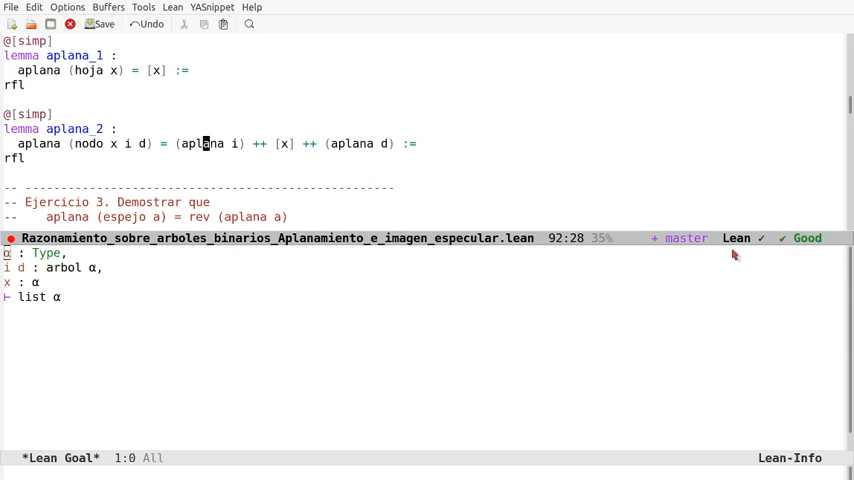 File Edit Options Buffers Tools Lean YASnippet Help
Save Undo
@[simp]
lemma aplana_1 :
aplana (hoja x) = [x] :=
rfl
@[simp]
lemma aplana_2 :
aplana (nodo x i d) = (aplana i) ++ [x] ++ (aplana d) :=
rfl
-- ----------------------------------------------------
-- Ejercicio 3. Demostrar que
-- aplana (espejo a) = rev (aplana a)
Razonamiento_sobre_arboles_binarios_Aplanamiento_e_imagen_especular.lean 92:28 35% + master Lean ✓ ✔ Good
α : Type,
i d : arbol α,
x : α
⊢ list α
*Lean Goal* 1:0 All Lean-Info